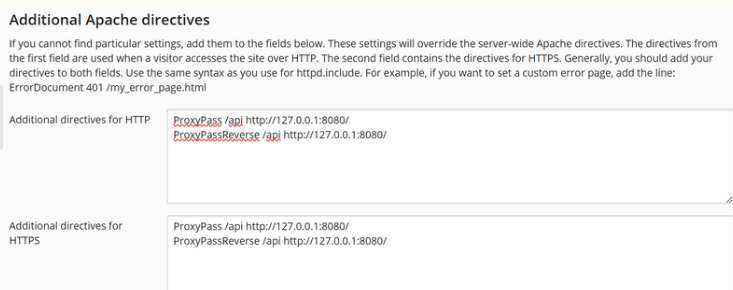 Additional Apache directives
If you cannot find particular settings, add them to the fields below. These settings will override the server-wide Apache directives. The directives from
the first field are used when a visitor accesses the site over HTTP. The second field contains the directives for HTTPS. Generally, you should add your
directives to both fields. Use the same syntax as you use for httpd.include. For example, if you want to set a custom error page, add the line:
ErrorDocument 401 /my_error_page.html
Additional directives for HTTP
ProxyPass /api http://127.0.0.1:8080/
ProxyPassReverse /api http://127.0.0.1:8080/
Additional directives for
HTTPS
ProxyPass /api http://127.0.0.1:8080/
ProxyPassReverse /api http://127.0.0.1:8080/